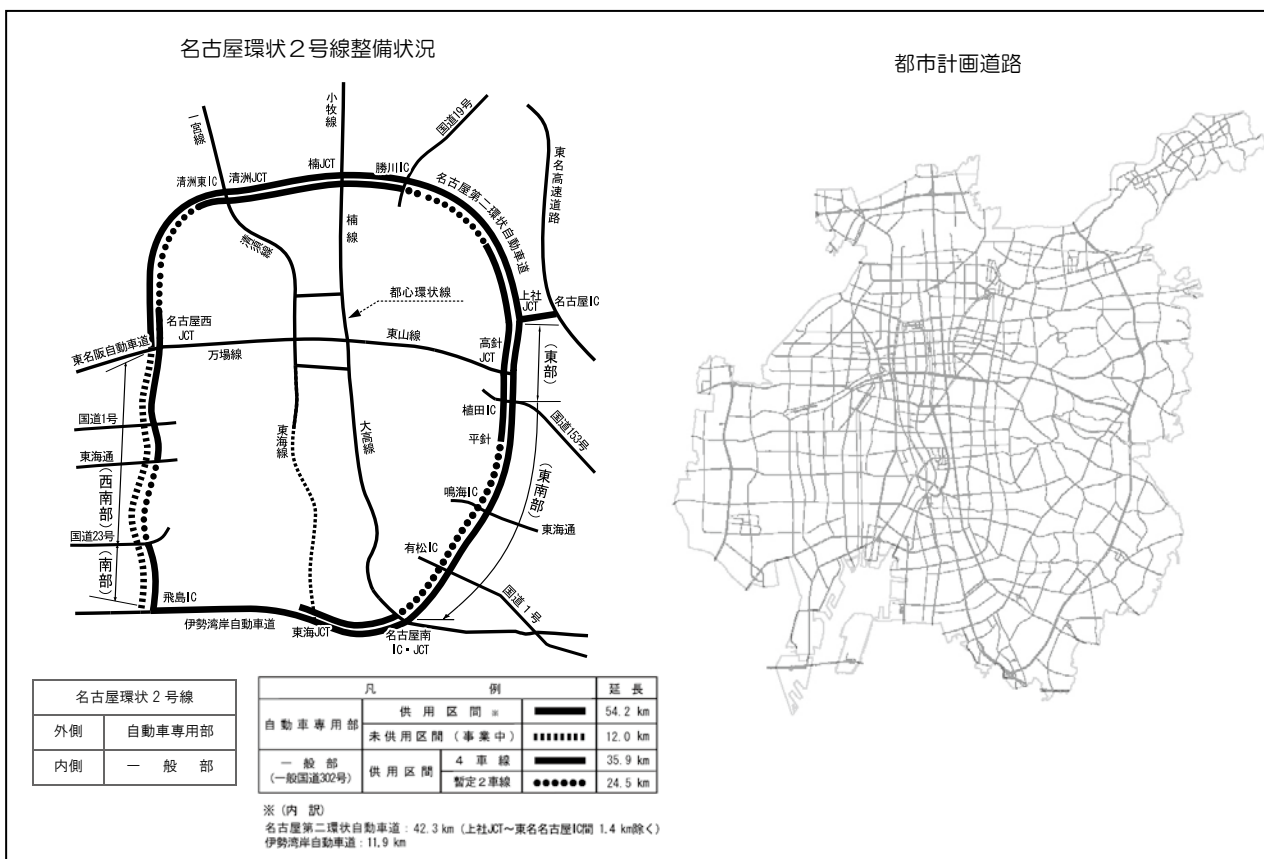 名古屋環状２号線整備状況
都市計画道路
一宮線
小牧線
国道19号
東名高速道路
清洲東IC
清洲JCT
楠JCT
勝川IC
名古屋第二環状自動車道
清須線
楠線
都心環状線
上社JCT
名古屋IC
名古屋西JCT
東名阪自動車道
万場線
東山線
高針JCT
（東部）
国道1号
植田IC
国道153号
東海通
東海線
大高線
平針
（西南部）
鳴海IC
（東南部）
東海通
国道23号
有松IC
（南部）
国道1号
飛島IC
伊勢湾岸自動車道
東海JCT
名古屋南
IC・JCT
名古屋環状２号線
外側 自動車専用部
内側 一般部
凡例 延長
自動車専用部 供用区間 ※ 54.2 km
未供用区間（事業中） 12.0 km
一般部（一般国道302号） 供用区間 4車線 35.9 km
暫定2車線 24.5 km
※（内 訳）
名古屋第二環状自動車道：42.3 km（上社JCT～東名名古屋IC間 1.4 km除く）
伊勢湾岸自動車道：11.9 km